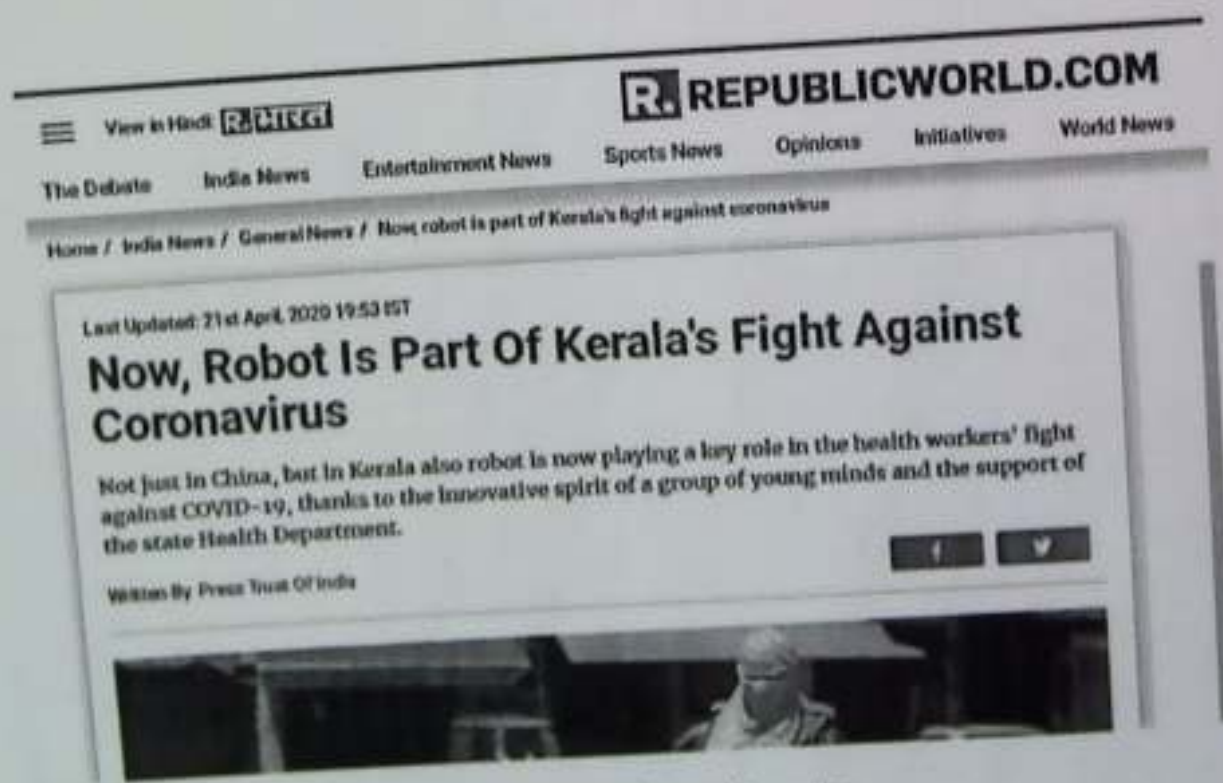 R. REPUBLICWORLD.COM
View in Hindi R. भारत
The Debate India News Entertainment News Sports News Opinions Initiatives World News
Home / India News / General News / Now, robot is part of Kerala's fight against coronavirus
Last Updated: 21st April, 2020 19:53 IST
Now, Robot Is Part Of Kerala's Fight Against
Coronavirus
Not just in China, but in Kerala also robot is now playing a key role in the health workers' fight
against COVID-19, thanks to the innovative spirit of a group of young minds and the support of
the state Health Department.
Written By Press Trust Of India